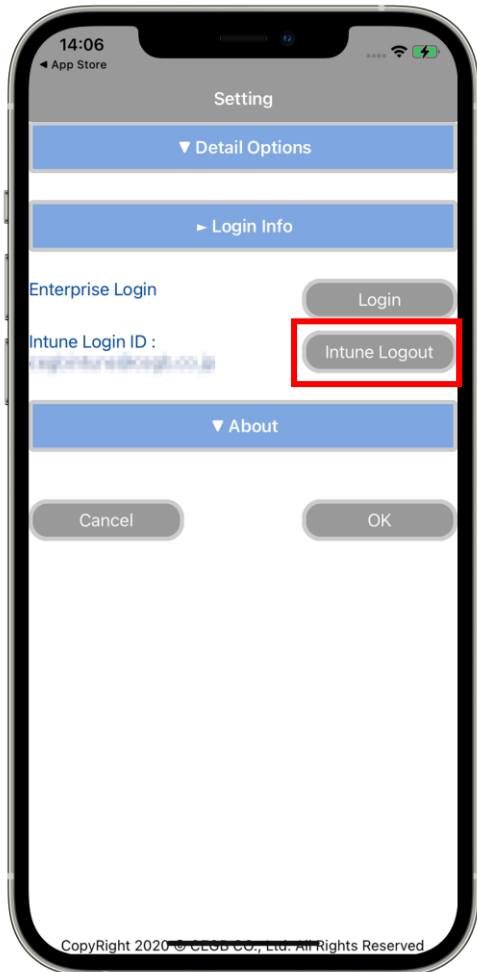 14:06
◄ App Store
Setting
▼ Detail Options
► Login Info
Enterprise Login
Login
Intune Login ID :
Intune Logout
▼ About
Cancel
OK
CopyRight 2020 © CEGB CO., Ltd. All Rights Reserved